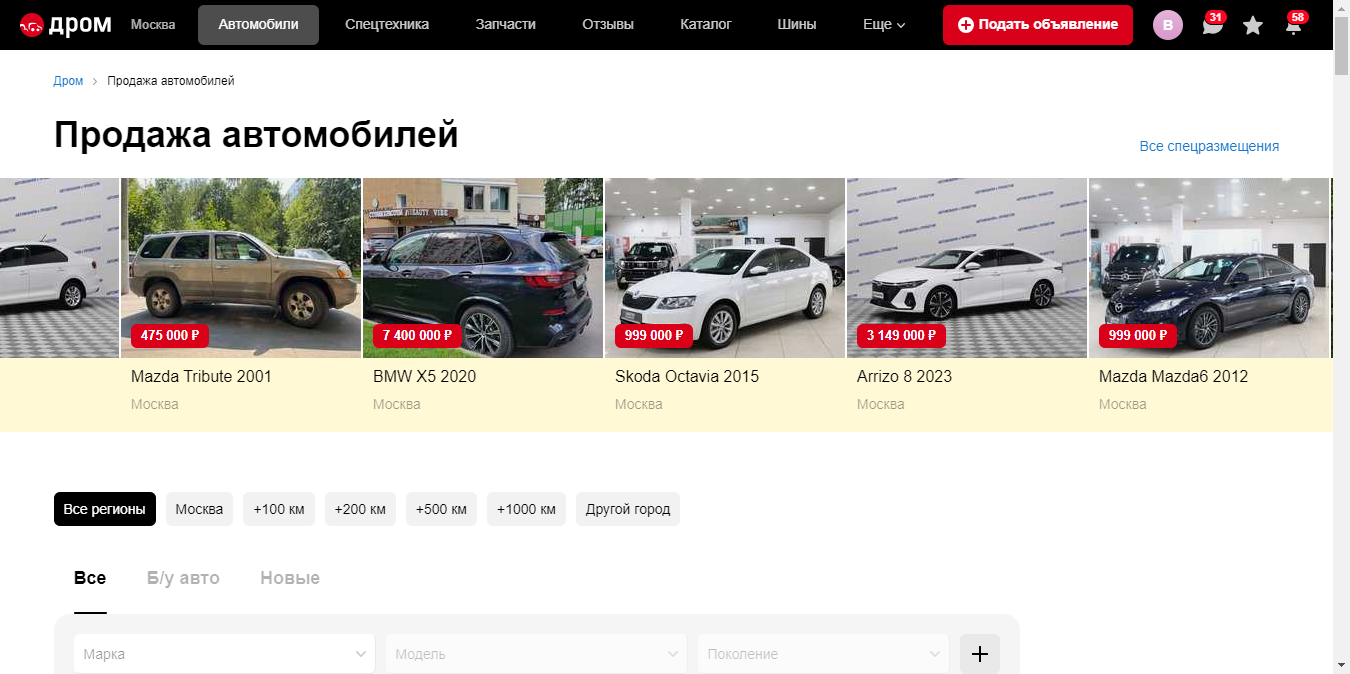 дром
Москва
Автомобили
Спецтехника
Запчасти
Отзывы
Каталог
Шины
Еще
Подать объявление
В
31
58
Дром
Продажа автомобилей
Продажа автомобилей
Все спецразмещения
BEAUTY VIBE
475 000 ₽
7 400 000 ₽
999 000 ₽
3 149 000 ₽
999 000 ₽
Mazda Tribute 2001
BMW X5 2020
Skoda Octavia 2015
Arrizo 8 2023
Mazda Mazda6 2012
Москва
Москва
Москва
Москва
Москва
Все регионы
Москва
+100 км
+200 км
+500 км
+1000 км
Другой город
Все
Б/у авто
Новые
Марка
Модель
Поколение